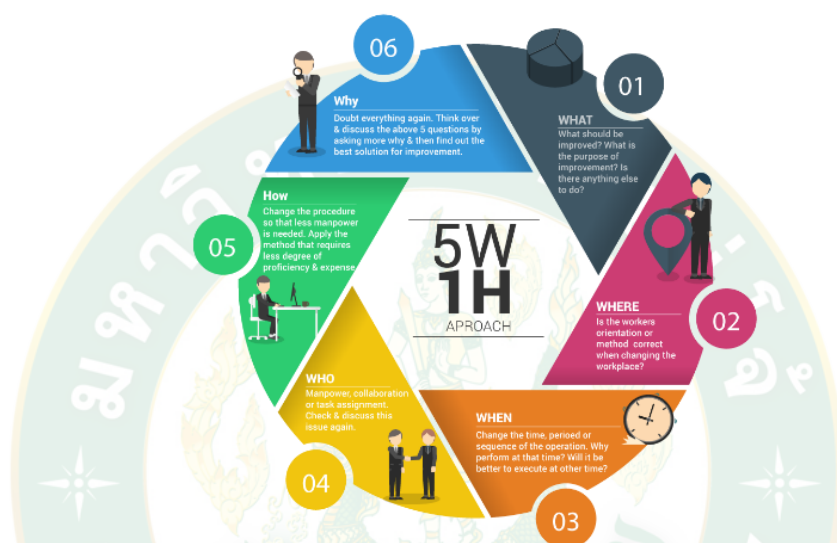 01
WHAT
What should be
improved? What is
the purpose of
improvement? Is
there anything else
to do?
02
WHERE
Is the workers
orientation or
method correct
when changing the
workplace?
03
WHEN
Change the time, perioed or
sequence of the operation. Why
perform at that time? Will it be
better to execute at other time?
04
WHO
Manpower, collaboration
or task assignment.
Check & discuss this
issue again.
05
How
Change the procedure
so that less manpower
is needed. Apply the
method that requires
less degree of
proficiency & expense
06
Why
Doubt everything again. Think over
& discuss the above 5 questions by
asking more why & then find out the
best solution for improvement.
5W
1H
APROACH